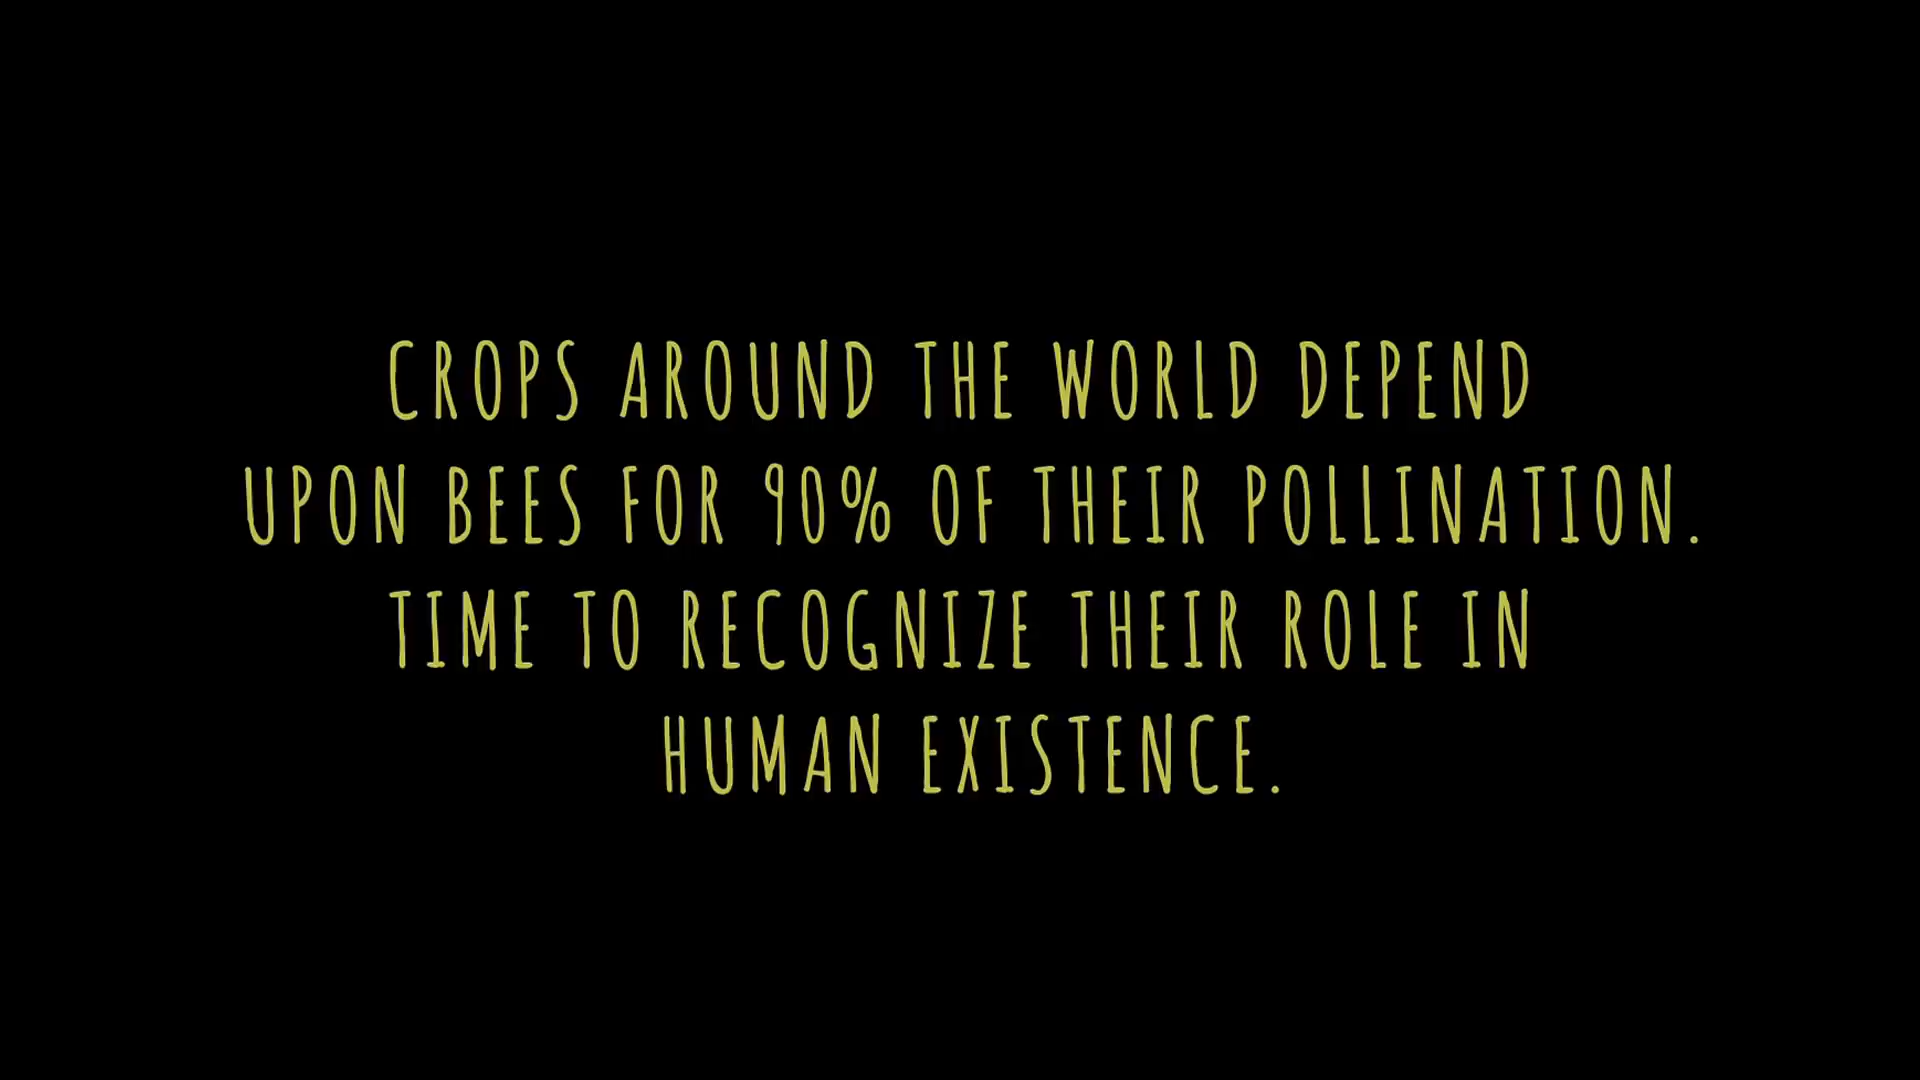 CROPS AROUND THE WORLD DEPEND
UPON BEES FOR 90% OF THEIR POLLINATION.
TIME TO RECOGNIZE THEIR ROLE IN
HUMAN EXISTENCE.